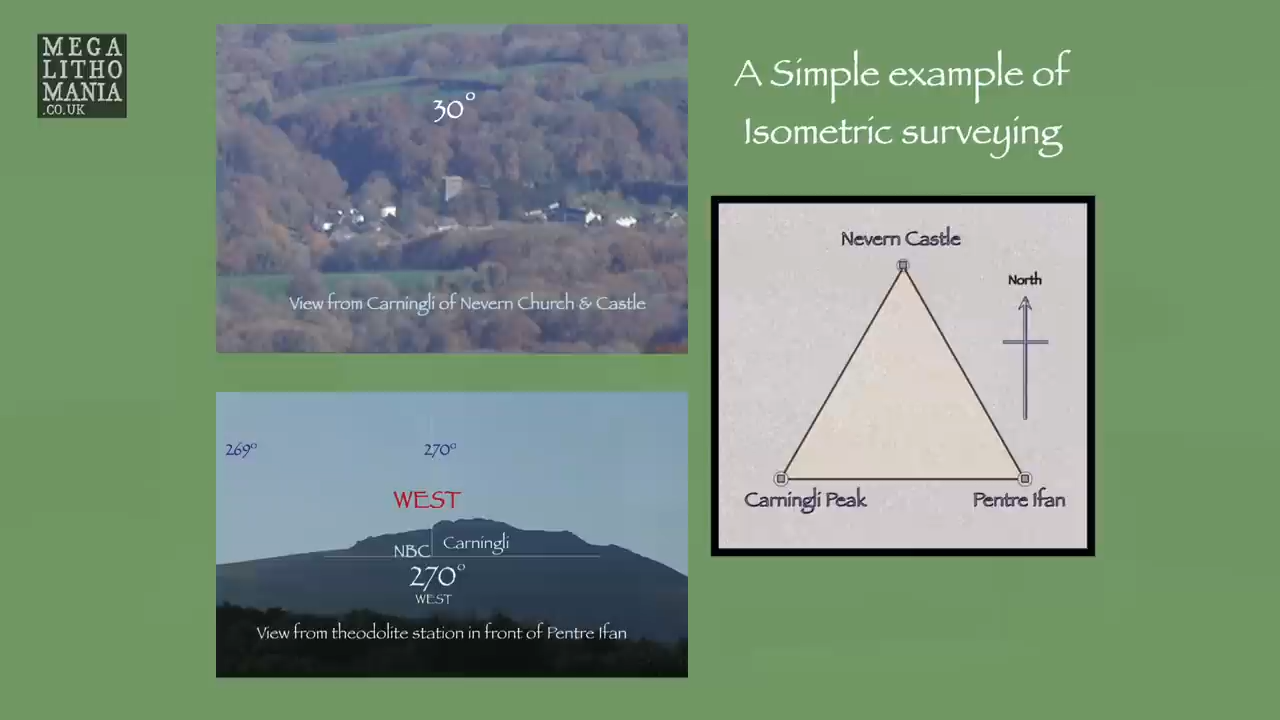 MEGA
LITHO
MANIA
.CO.UK
30°
View from Carningli of Nevern Church & Castle
A Simple example of
Isometric surveying
Nevern Castle
North
Carningli Peak
Pentre Ifan
269°
270°
WEST
NBC
Carningli
270°
WEST
View from theodolite station in front of Pentre Ifan